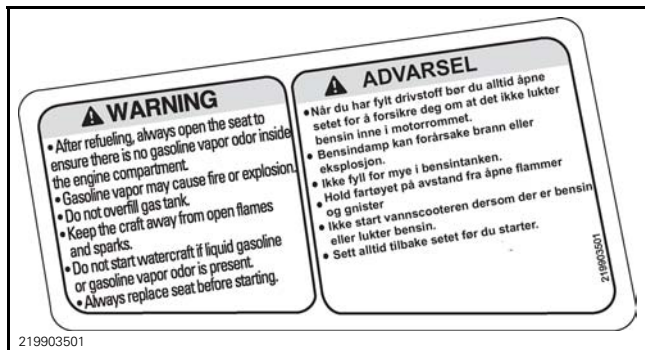 WARNING
• After refueling, always open the seat to
ensure there is no gasoline vapor odor inside
the engine compartment.
• Gasoline vapor may cause fire or explosion.
• Do not overfill gas tank.
• Keep the craft away from open flames
and sparks.
• Do not start watercraft if liquid gasoline
or gasoline vapor odor is present.
• Always replace seat before starting.
ADVARSEL
• Når du har fylt drivstoff bør du alltid åpne
setet for å forsikre deg om at det ikke lukter
bensin inne i motorrommet.
• Bensindamp kan forårsake brann eller
eksplosjon.
• Ikke fyll for mye i bensintanken.
• Hold fartøyet på avstand fra åpne flammer
og gnister
• Ikke start vannscooteren dersom der er bensin
eller lukter bensin.
• Sett alltid tilbake setet før du starter.
219903501
219903501